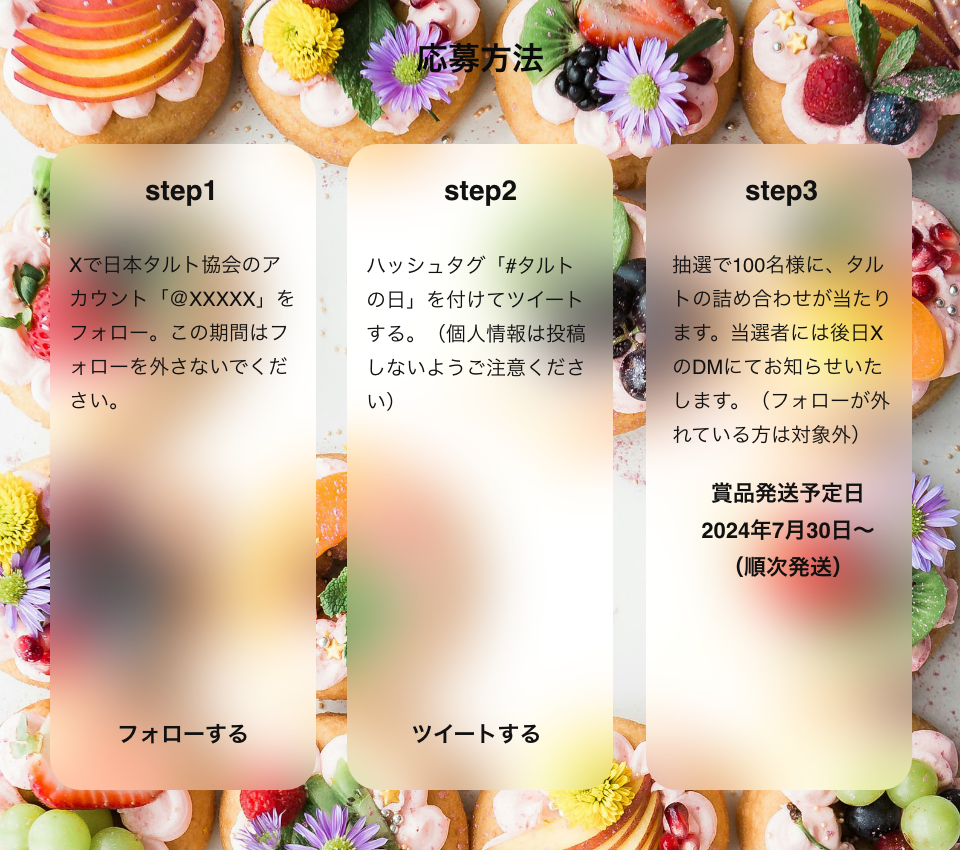 応募方法
step1
Xで日本タルト協会のア
カウント「@XXXXX」を
フォロー。この期間はフ
ォローを外さないでくだ
さい。
フォローする
step2
ハッシュタグ「#タルト
の日」を付けてツイート
する。（個人情報は投稿
しないようご注意くださ
い）
ツイートする
step3
抽選で100名様に、タル
トの詰め合わせが当たり
ます。当選者には後日X
のDMにてお知らせいた
します。（フォローが外
れている方は対象外）
賞品発送予定日
2024年7月30日〜
（順次発送）